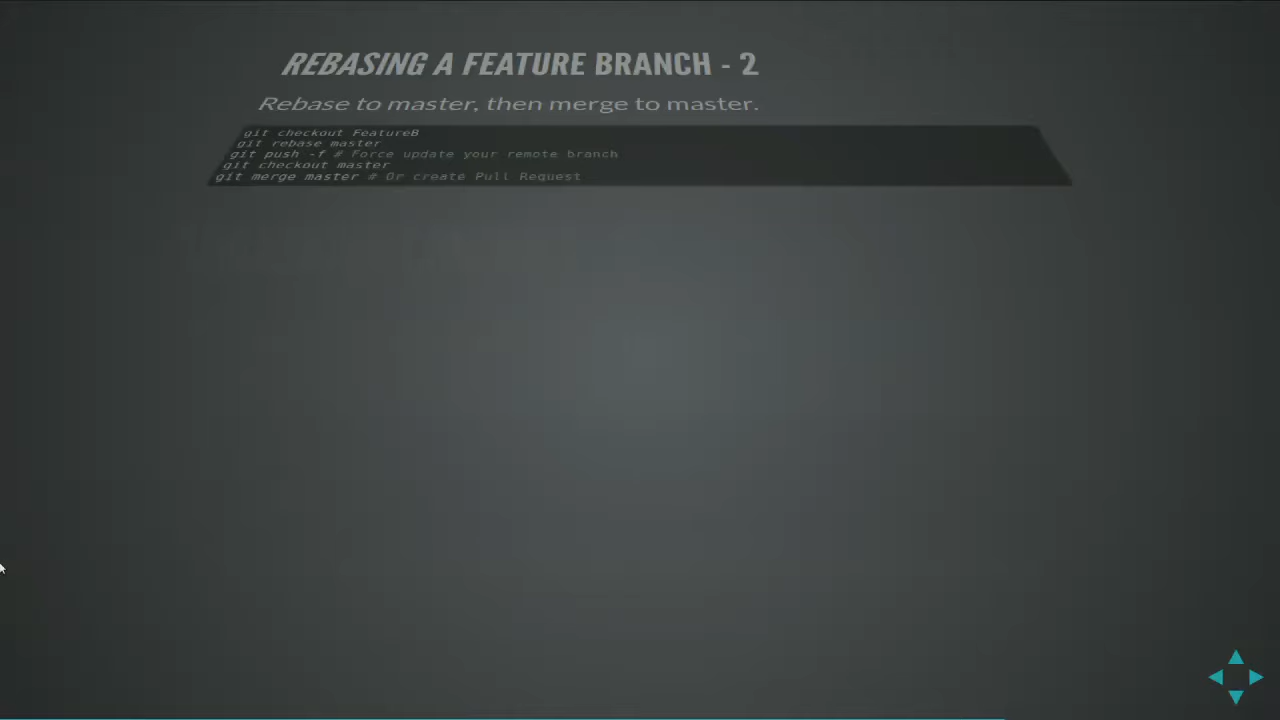 REBASING A FEATURE BRANCH - 2
Rebase to master, then merge to master.
git checkout FeatureB
git rebase master
git push -f # Force update your remote branch
git checkout master
git merge master # Or create Pull Request